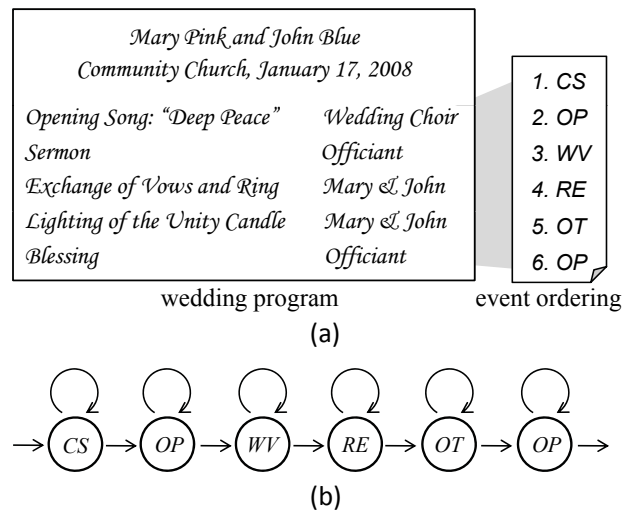 Mary Pink and John Blue
Community Church, January 17, 2008
Opening Song: “Deep Peace” Wedding Choir
Sermon Officiant
Exchange of Vows and Ring Mary & John
Lighting of the Unity Candle Mary & John
Blessing Officiant
1. CS
2. OP
3. WV
4. RE
5. OT
6. OP
wedding program event ordering
(a)
CS OP WV RE OT OP
(b)